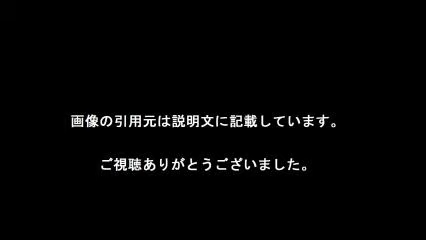 画像の引用元は説明文に記載しています。
ご視聴ありがとうございました。